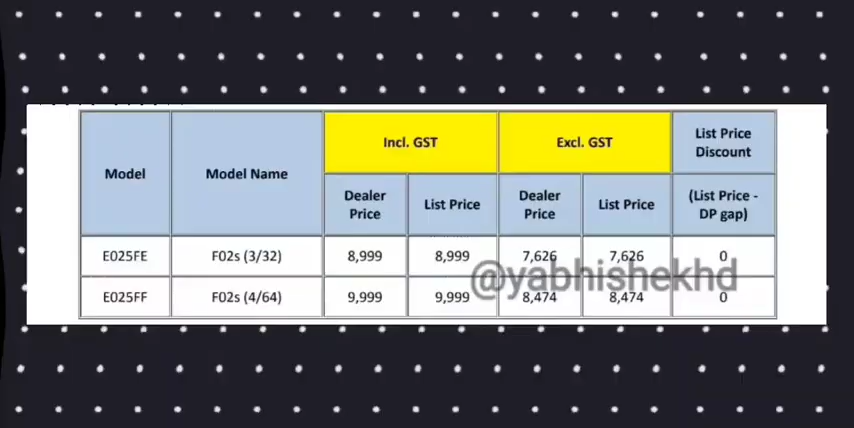 Model
Model Name
Incl. GST
Excl. GST
List Price
Discount
Dealer
Price
List Price
Dealer
Price
List Price
(List Price -
DP gap)
E025FE F02s (3/32) 8,999 8,999 7,626 7,626 0
@yabhishekhd
E025FF F02s (4/64) 9,999 9,999 8,474 8,474 0